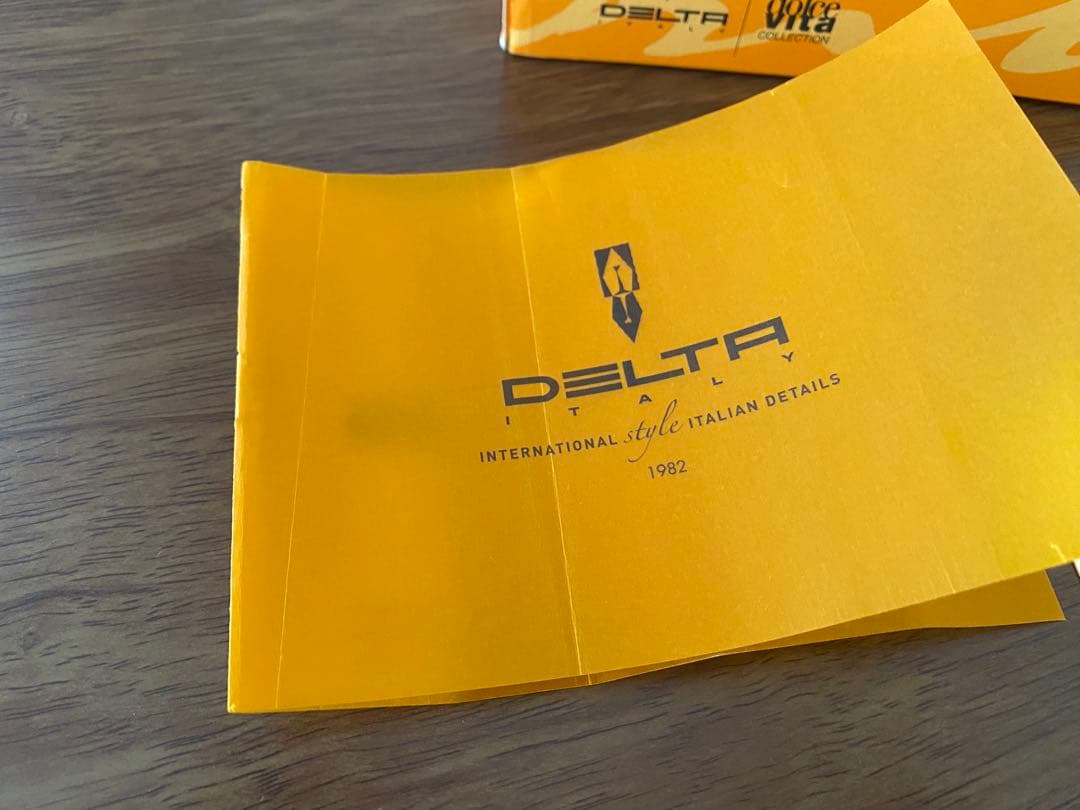 DELTA
ITALY
dolce
vita
COLLECTION
DELTA
ITALY
INTERNATIONAL style ITALIAN DETAILS
1982